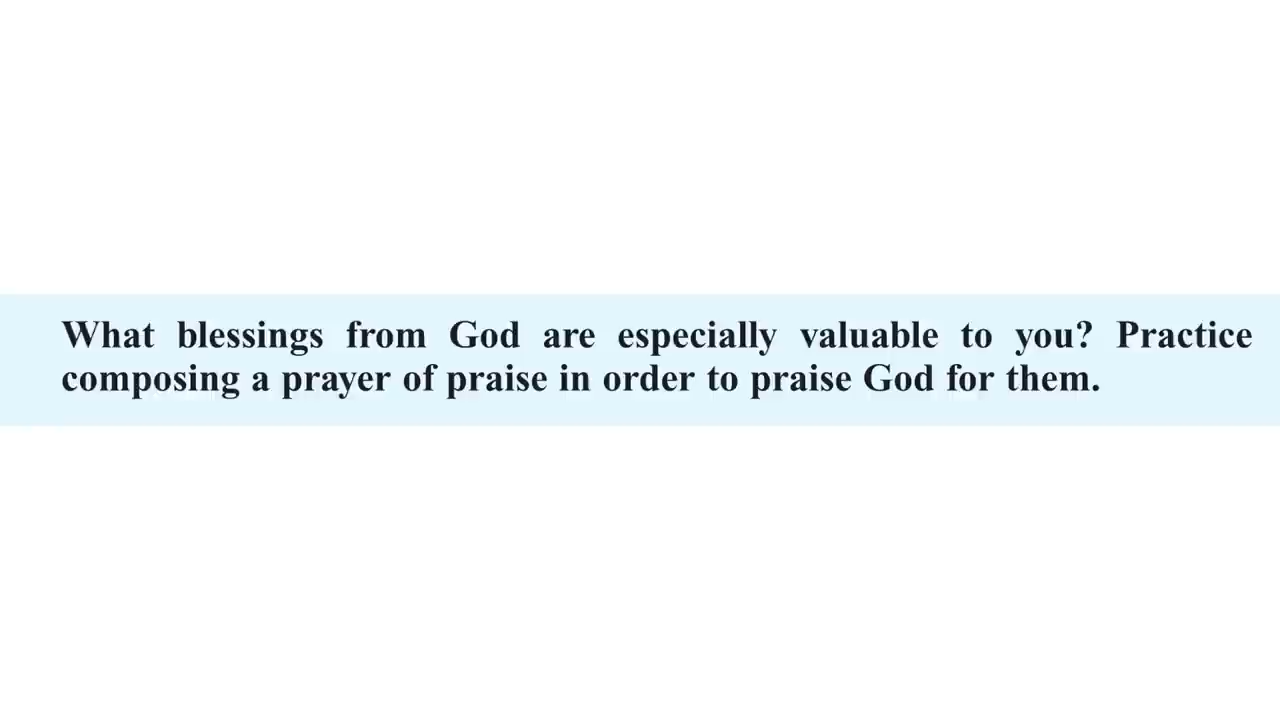 What blessings from God are especially valuable to you? Practice
composing a prayer of praise in order to praise God for them.